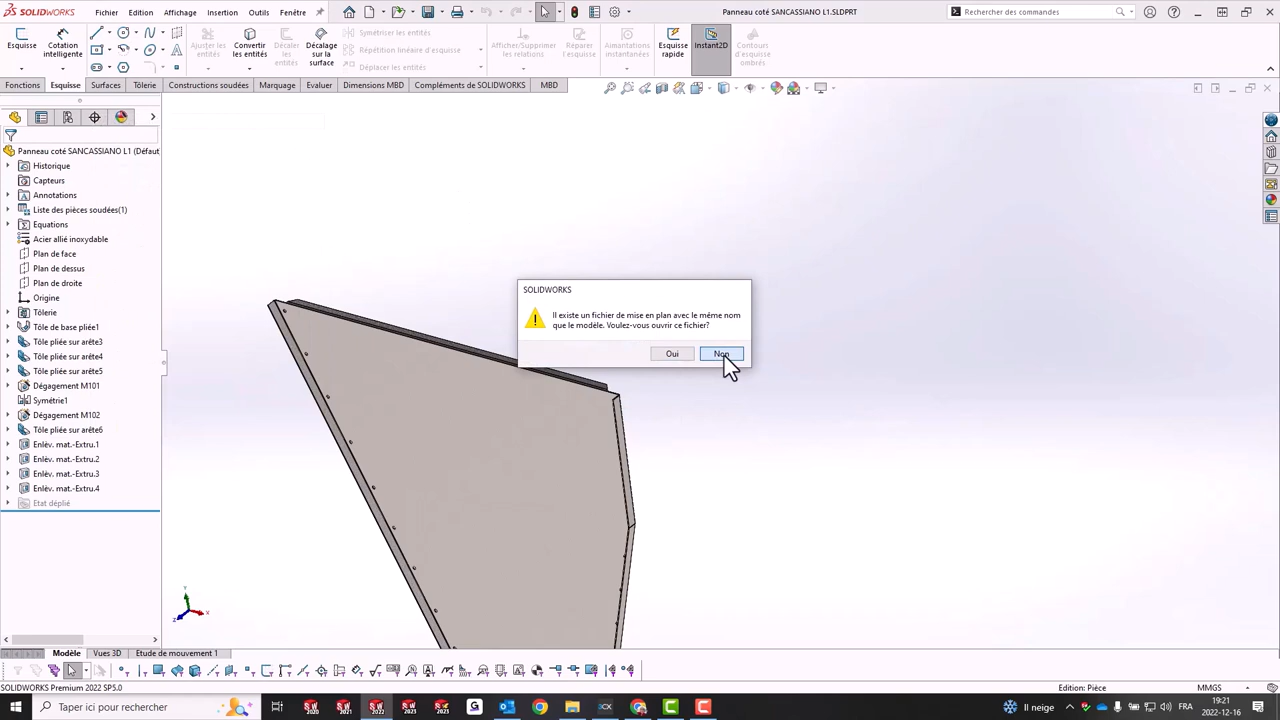 SOLIDWORKS
Fichier Edition Affichage Insertion Outils Fenêtre
Panneau coté SANCASSIANO L1.SLDPRT
Rechercher des commandes
Esquisse
Cotation intelligente
Ajuster les entités
Convertir les entités
Décaler les entités
Décalage sur la surface
Symétriser les entités
Répétition linéaire d'esquisse
Déplacer les entités
Afficher/Supprimer les relations
Réparer l'esquisse
Aimantations instantanées
Esquisse rapide
Instant2D
Contours d'esquisse ombrés
Fonctions Esquisse Surfaces Tôlerie Constructions soudées Marquage Evaluer Dimensions MBD Compléments de SOLIDWORKS MBD
Panneau coté SANCASSIANO L1 (Défaut
Historique
Capteurs
Annotations
Liste des pièces soudées(1)
Equations
Acier allié inoxydable
Plan de face
Plan de dessus
Plan de droite
Origine
Tôlerie
Tôle de base pliée1
Tôle pliée sur arête3
Tôle pliée sur arête4
Tôle pliée sur arête5
Dégagement M101
Symétrie1
Dégagement M102
Tôle pliée sur arête6
Enlèv. mat.-Extru.1
Enlèv. mat.-Extru.2
Enlèv. mat.-Extru.3
Enlèv. mat.-Extru.4
Etat déplié
SOLIDWORKS
Il existe un fichier de mise en plan avec le même nom
que le modèle. Voulez-vous ouvrir ce fichier?
Oui Non
Y
X
Z
Modèle Vues 3D Etude de mouvement 1
SOLIDWORKS Premium 2022 SP5.0
Edition: Pièce
MMGS
Taper ici pour rechercher
2020
2021
2022
2023
2023
Il neige
FRA
19:21
2022-12-16